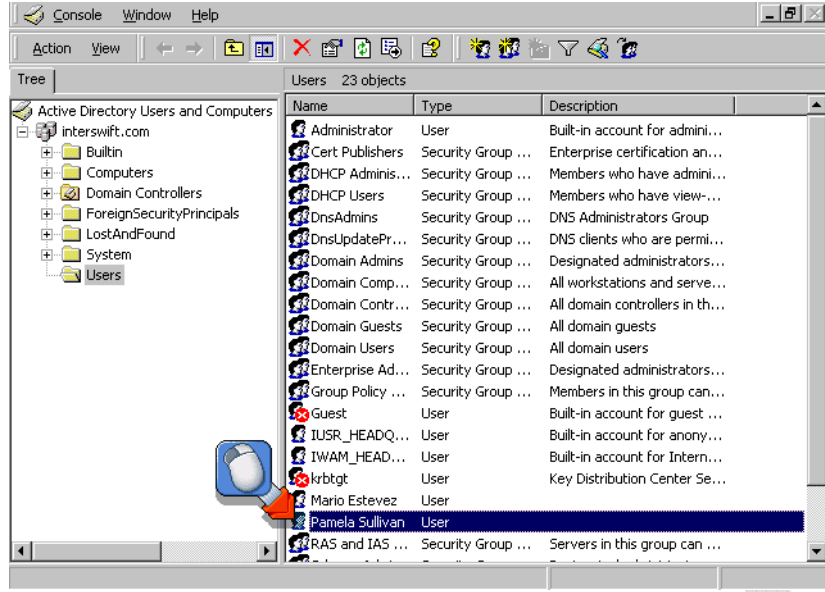 Console Window Help
Action View
Tree
Users 23 objects
Active Directory Users and Computers
interswift.com
Builtin
Computers
Domain Controllers
ForeignSecurityPrincipals
LostAndFound
System
Users
Name Type Description
Administrator User Built-in account for admini...
Cert Publishers Security Group ... Enterprise certification an...
DHCP Adminis... Security Group ... Members who have admini...
DHCP Users Security Group ... Members who have view-...
DnsAdmins Security Group ... DNS Administrators Group
DnsUpdatePr... Security Group ... DNS clients who are permi...
Domain Admins Security Group ... Designated administrators...
Domain Comp... Security Group ... All workstations and serve...
Domain Contr... Security Group ... All domain controllers in th...
Domain Guests Security Group ... All domain guests
Domain Users Security Group ... All domain users
Enterprise Ad... Security Group ... Designated administrators...
Group Policy ... Security Group ... Members in this group can...
Guest User Built-in account for guest ...
IUSR_HEADQ... User Built-in account for anony...
IWAM_HEAD... User Built-in account for Intern...
krbtgt User Key Distribution Center Se...
Mario Estevez User
Pamela Sullivan User
RAS and IAS ... Security Group ... Servers in this group can ...